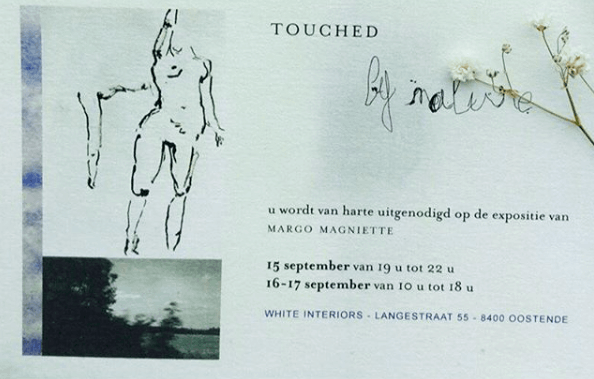 TOUCHED
by nature
u wordt van harte uitgenodigd op de expositie van
MARGO MAGNIETTE
15 september van 19 u tot 22 u
16-17 september van 10 u tot 18 u
WHITE INTERIORS - LANGESTRAAT 55 - 8400 OOSTENDE